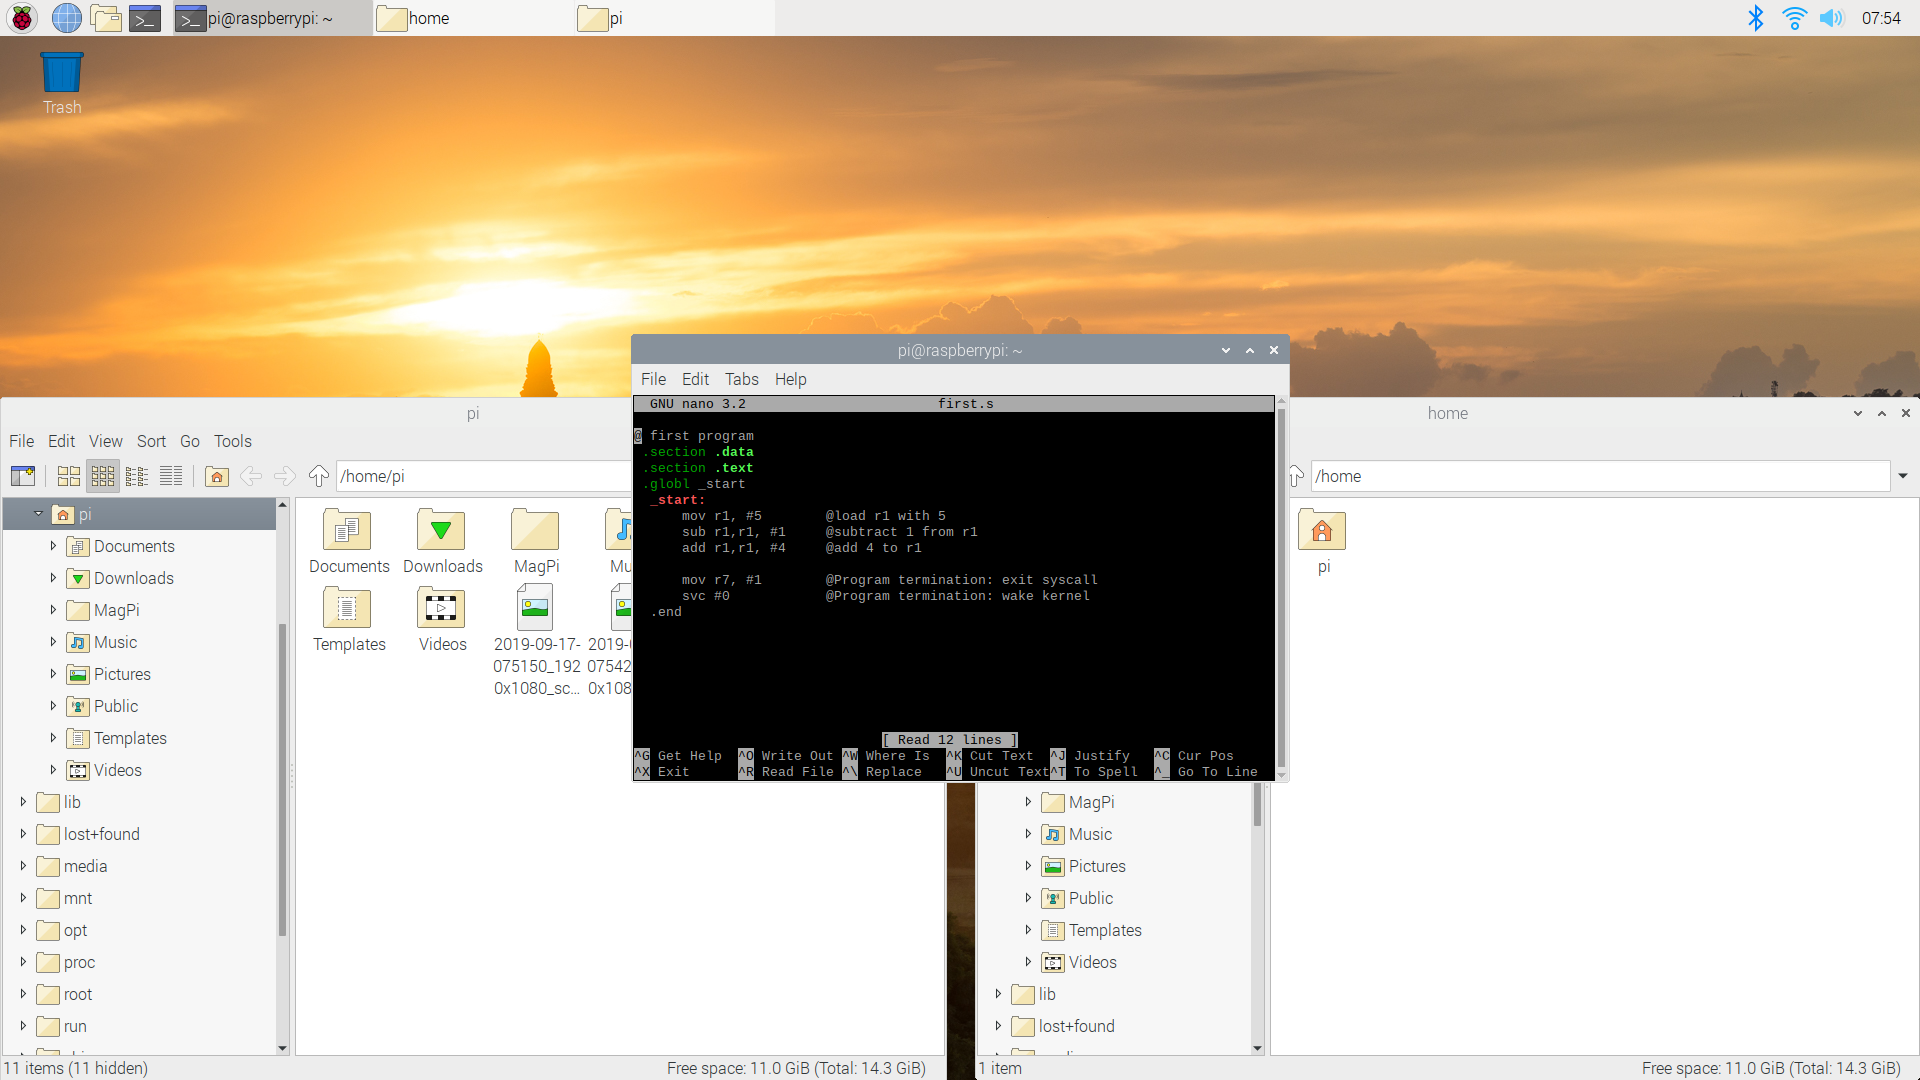 pi@raspberrypi: ~
home
pi
07:54
Trash
pi@raspberrypi: ~
File Edit Tabs Help
GNU nano 3.2 first.s
@ first program
.section .data
.section .text
.globl _start
_start:
mov r1, #5 @load r1 with 5
sub r1,r1, #1 @subtract 1 from r1
add r1,r1, #4 @add 4 to r1
mov r7, #1 @Program termination: exit syscall
svc #0 @Program termination: wake kernel
.end
[ Read 12 lines ]
^G Get Help ^O Write Out ^W Where Is ^K Cut Text ^J Justify ^C Cur Pos
^X Exit ^R Read File ^\ Replace ^U Uncut Text ^T To Spell ^_ Go To Line
pi
File Edit View Sort Go Tools
/home/pi
pi
Documents
Downloads
MagPi
Music
Pictures
Public
Templates
Videos
lib
lost+found
media
mnt
opt
proc
root
run
Documents Downloads MagPi Mu
Templates Videos 2019-09-17- 2019-
075150_192 07542
0x1080_sc... 0x108
11 items (11 hidden)
Free space: 11.0 GiB (Total: 14.3 GiB)
home
/home
pi
MagPi
Music
Pictures
Public
Templates
Videos
lib
lost+found
1 item
Free space: 11.0 GiB (Total: 14.3 GiB)